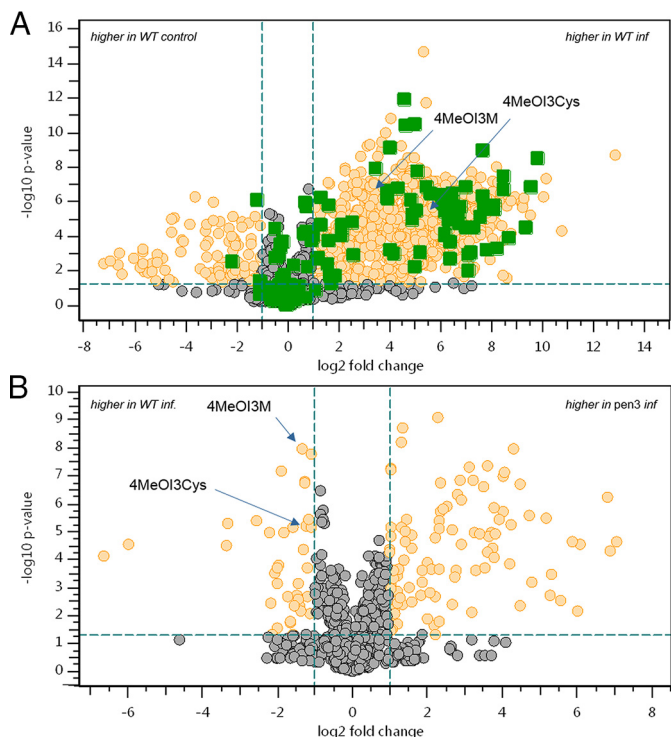 A
higher in WT control
higher in WT inf
4MeOI3Cys
4MeOI3M
-log10 p-value
16
14
12
10
8
6
4
2
0
-8
-6
-4
-2
0
2
4
6
8
10
12
14
log2 fold change
B
higher in WT inf.
higher in pen3 inf
4MeOI3M
4MeOI3Cys
-log10 p-value
10
9
8
7
6
5
4
3
2
1
0
-6
-4
-2
0
2
4
6
8
log2 fold change